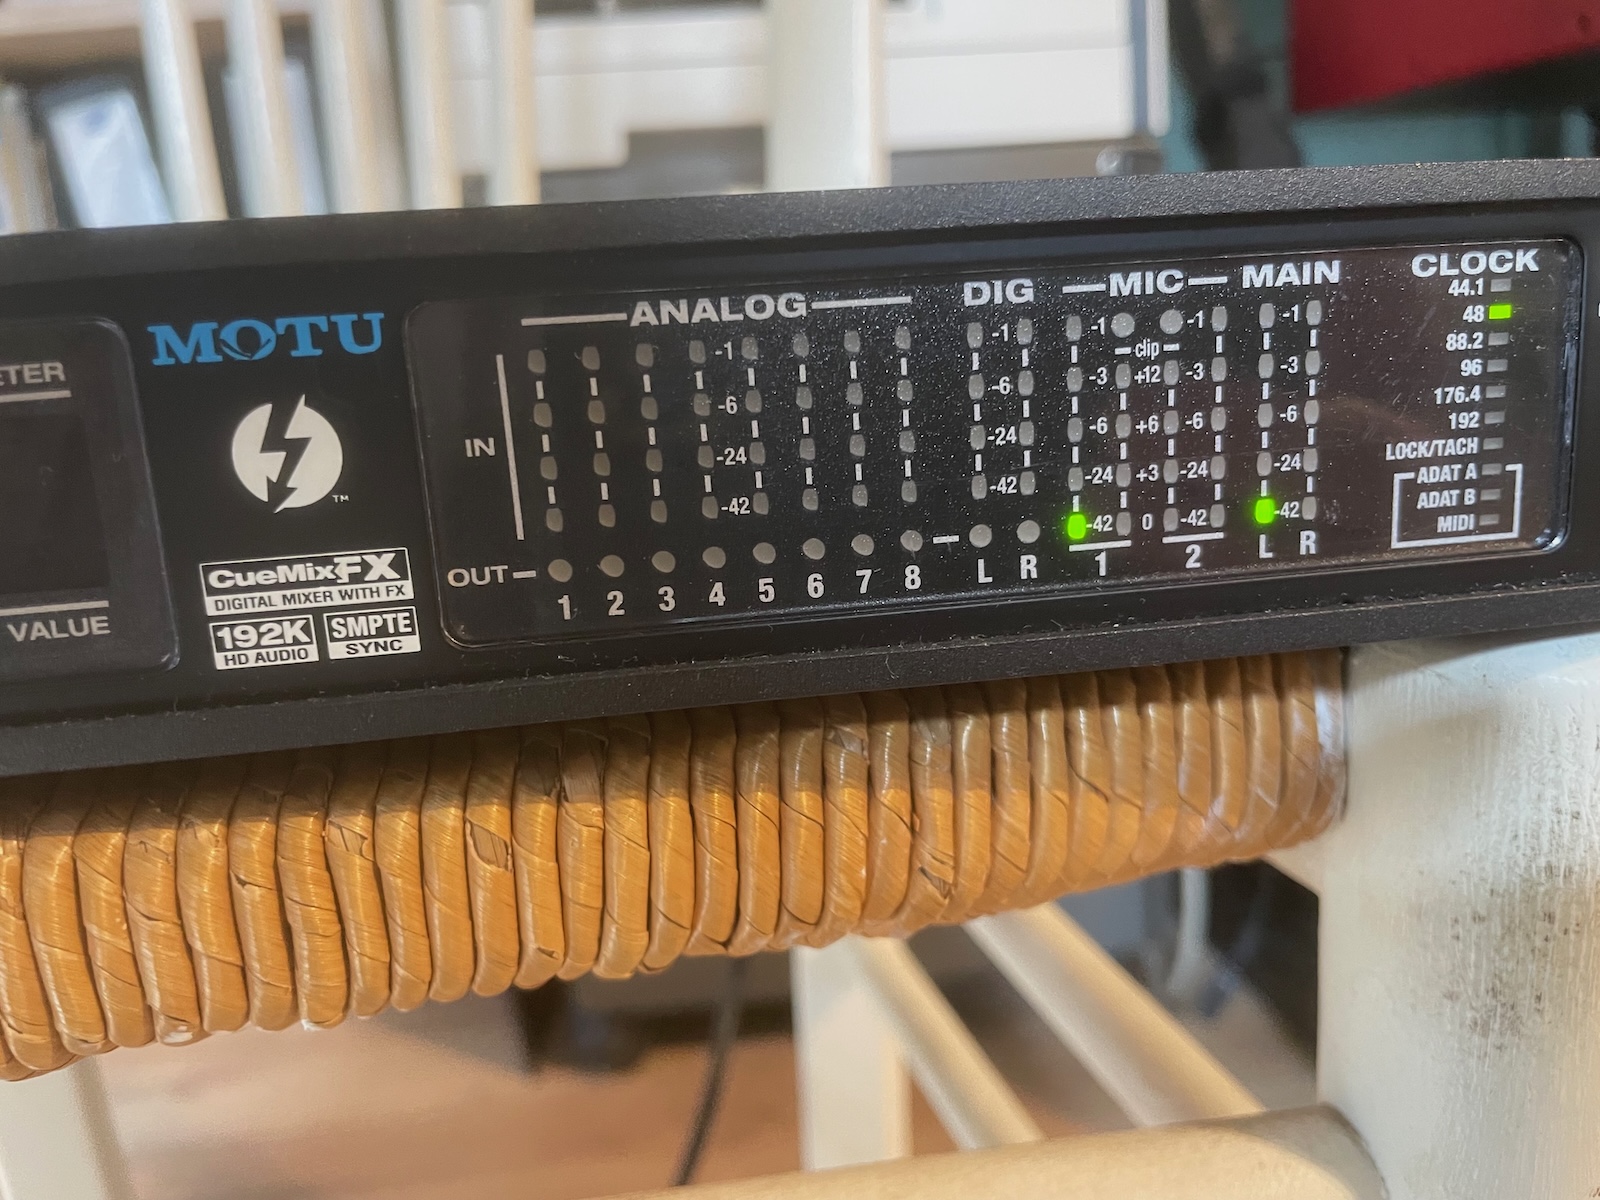 ETER
VALUE
MOTU
™
CueMix FX
DIGITAL MIXER WITH FX
192K
HD AUDIO
SMPTE
SYNC
ANALOG
IN
-1
-6
-24
-42
OUT
1 2 3 4 5 6 7 8
DIG
-1
-6
-24
-42
L R
MIC
-1 -1
clip
-3 +12 -3
-6 +6 -6
-24 +3 -24
-42 0 -42
1 2
MAIN
-1
-3
-6
-24
-42
L R
CLOCK
44.1
48
88.2
96
176.4
192
LOCK/TACH
ADAT A
ADAT B
MIDI